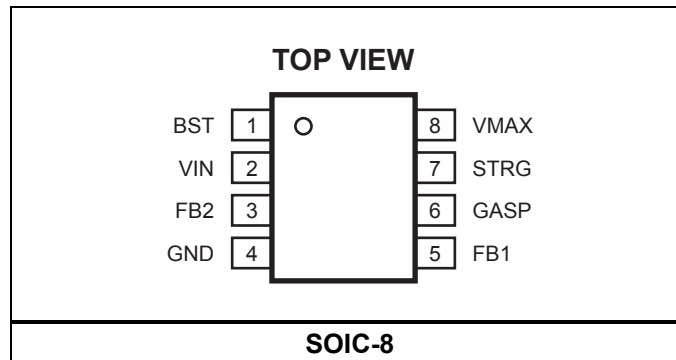 TOP VIEW
BST 1 8 VMAX
VIN 2 7 STRG
FB2 3 6 GASP
GND 4 5 FB1
SOIC-8